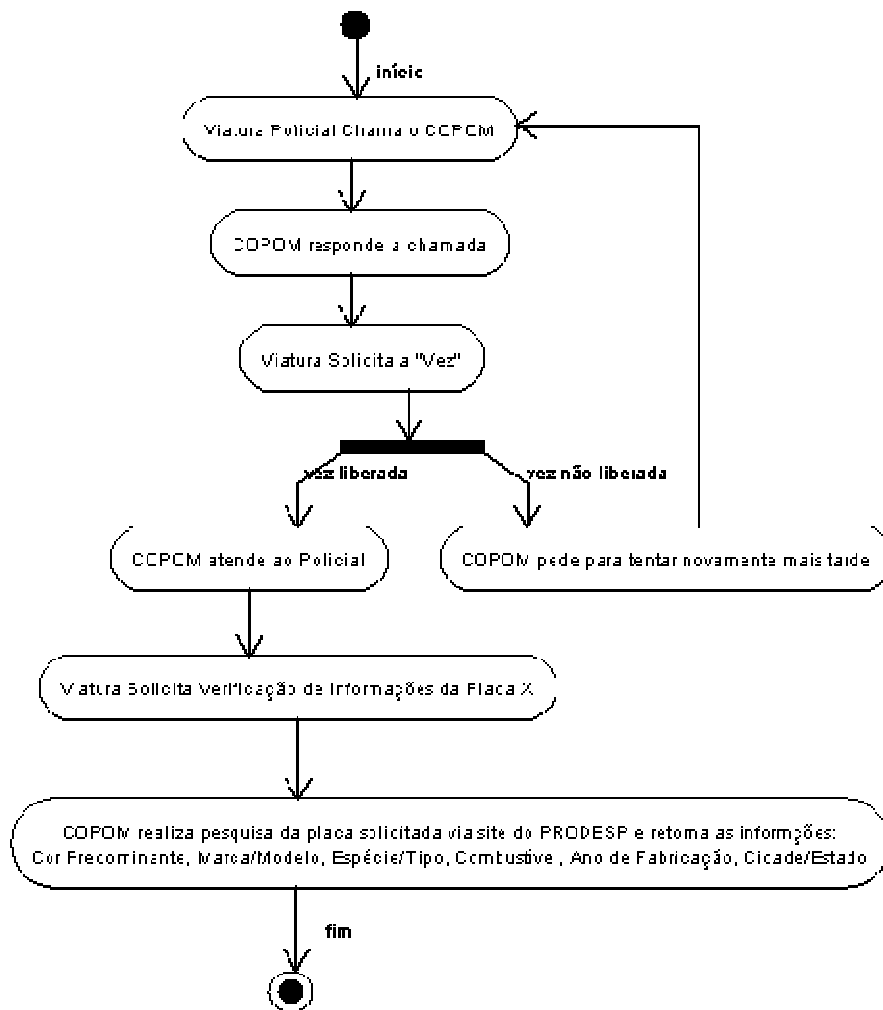 início
Viatura Policial Chama o COPOM
COPOM responde a chamada
Viatura Solicita a "Vez"
vez liberada
vez não liberada
COPOM atende ao Policial
COPOM pede para tentar novamente mais tarde
Viatura Solicita Verificação de Informações da Placa X
COPOM realiza pesquisa da placa solicitada via site do PRODESP e retorna as informções:
Cor Predominante, Marca/Modelo, Espécie/Tipo, Combustível, Ano de Fabricação, Cidade/Estado
fim